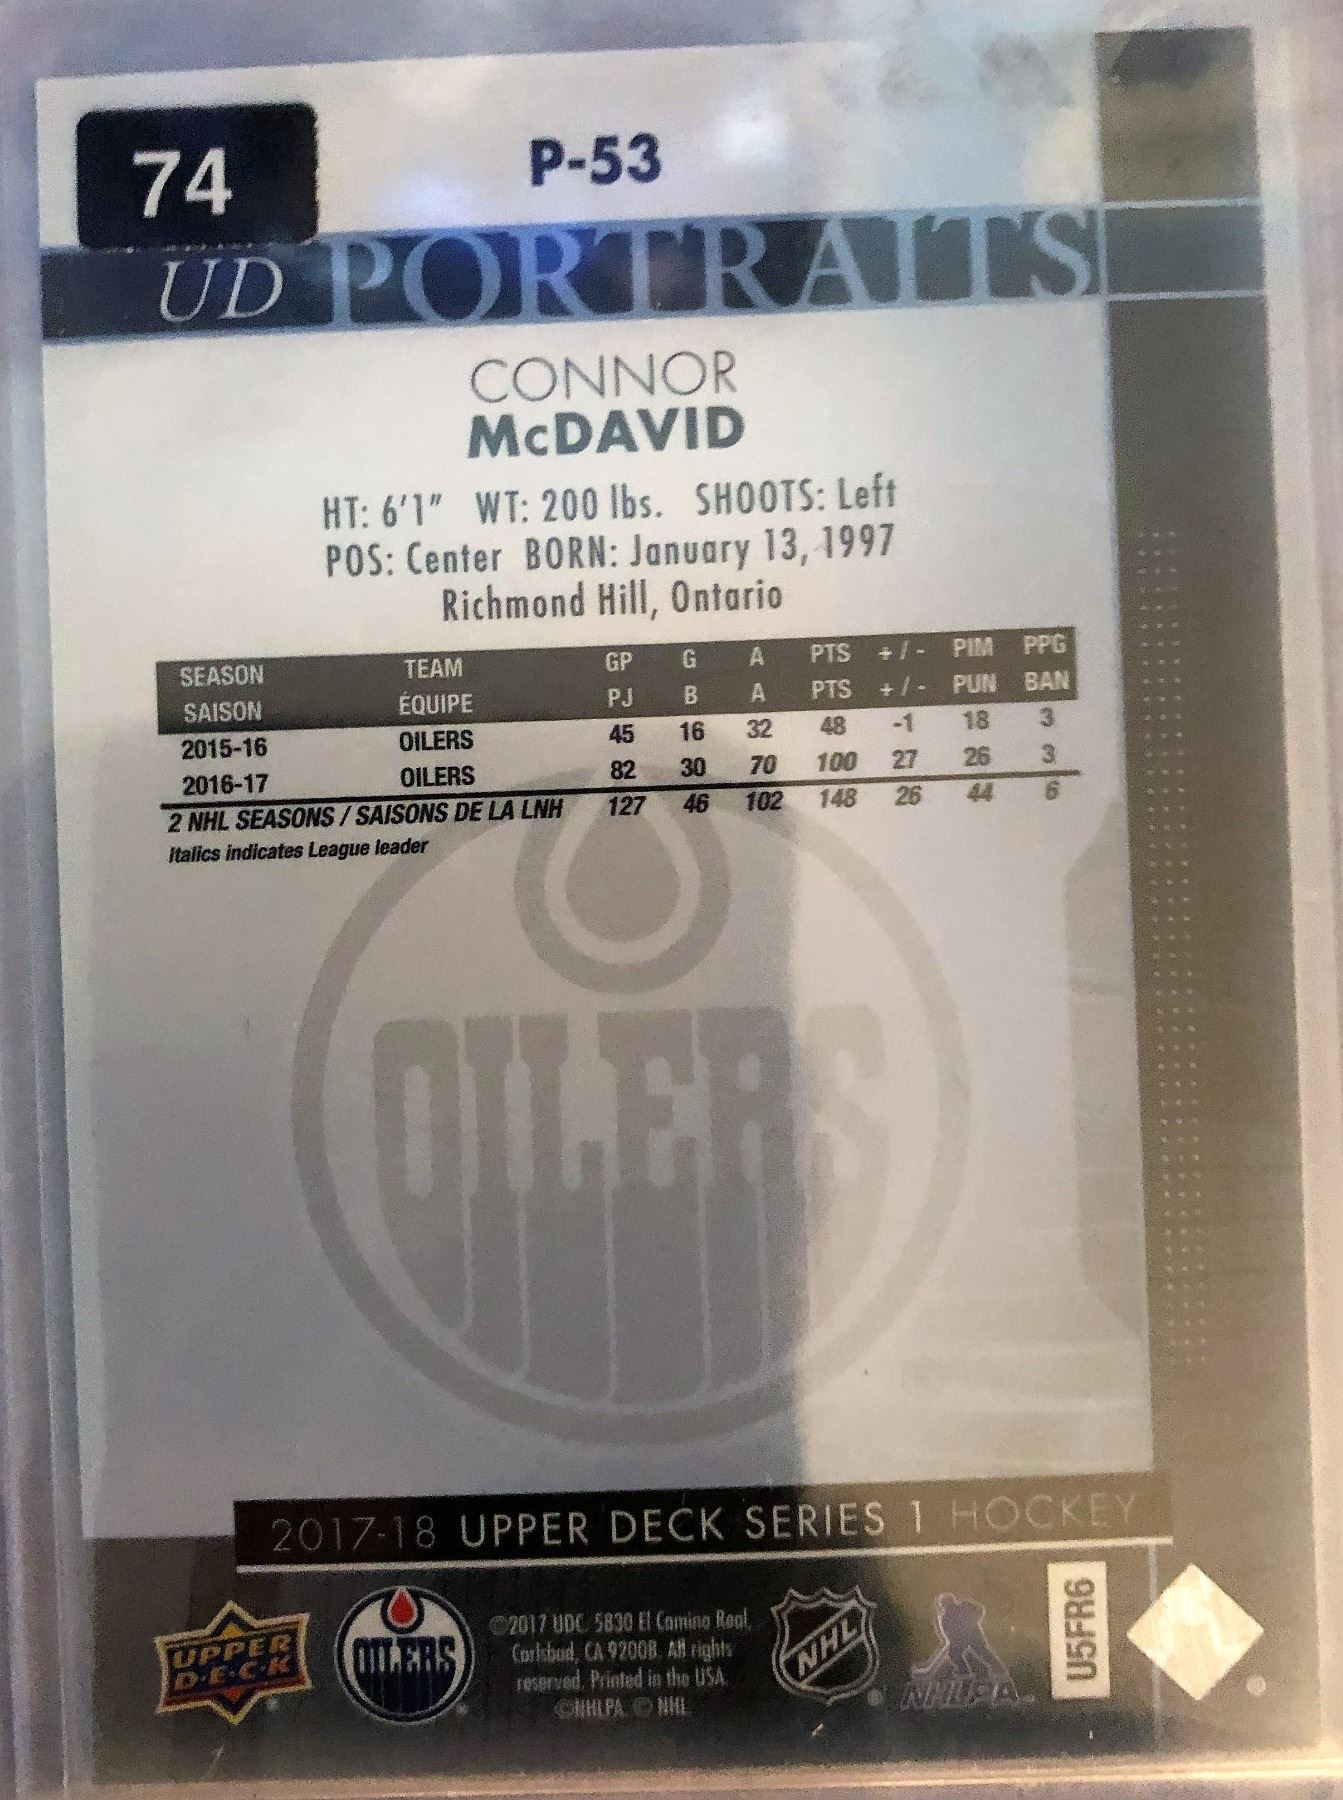 74
P-53
UD PORTRAITS
CONNOR
McDAVID
HT: 6'1" WT: 200 lbs. SHOOTS: Left
POS: Center BORN: January 13, 1997
Richmond Hill, Ontario
SEASON TEAM GP G A PTS +/- PIM PPG
SAISON ÉQUIPE PJ B A PTS +/- PUN BAN
2015-16 OILERS 45 16 32 48 -1 18 3
2016-17 OILERS 82 30 70 100 27 26 3
2 NHL SEASONS / SAISONS DE LA LNH 127 46 102 148 26 44 6
Italics indicates League leader
OILERS
2017-18 UPPER DECK SERIES 1 HOCKEY
UPPER
D·E·C·K
OILERS
©2017 UDC. 5830 El Camino Real,
Carlsbad, CA 92008. All rights
reserved. Printed in the USA.
©NHLPA. © NHL.
NHL
NHLPA
U5FR6